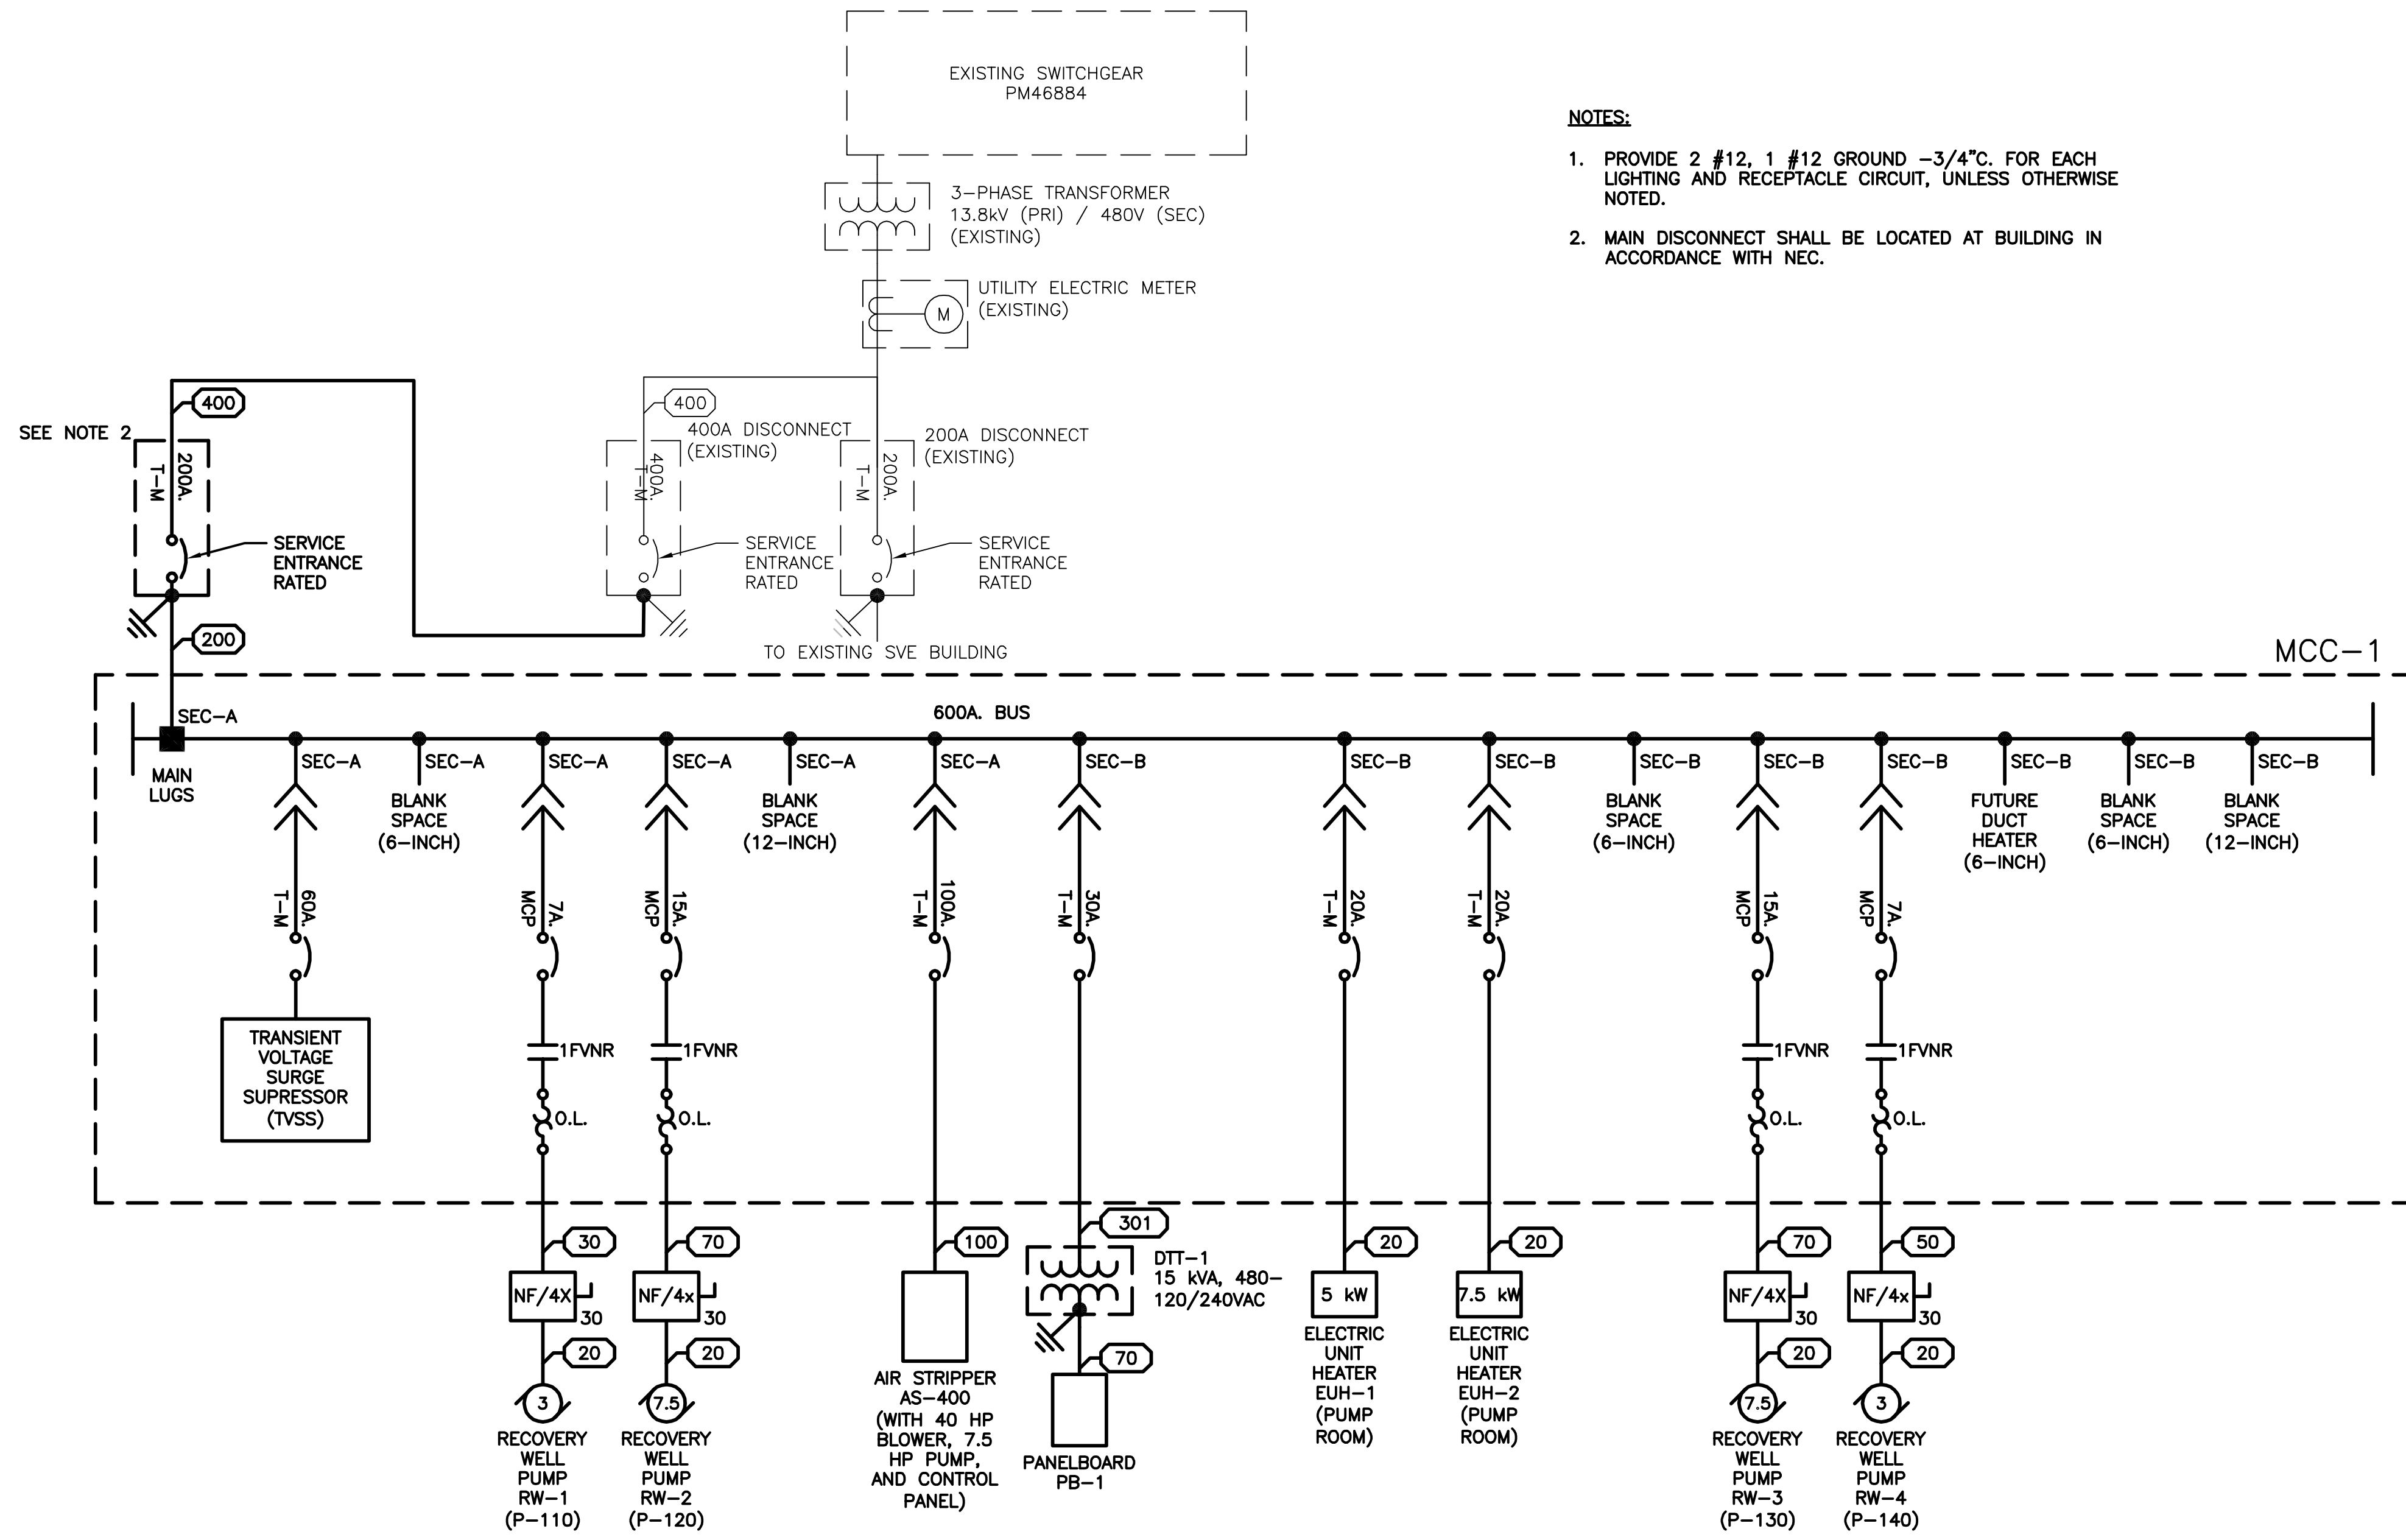 EXISTING SWITCHGEAR
PM46884
3-PHASE TRANSFORMER
13.8kV (PRI) / 480V (SEC)
(EXISTING)
UTILITY ELECTRIC METER
(EXISTING)
M
NOTES:
1. PROVIDE 2 #12, 1 #12 GROUND -3/4"C. FOR EACH
LIGHTING AND RECEPTACLE CIRCUIT, UNLESS OTHERWISE
NOTED.
2. MAIN DISCONNECT SHALL BE LOCATED AT BUILDING IN
ACCORDANCE WITH NEC.
SEE NOTE 2
400
200A.
T-M
SERVICE
ENTRANCE
RATED
200
400
400A DISCONNECT
(EXISTING)
400A.
T-M
SERVICE
ENTRANCE
RATED
200A DISCONNECT
(EXISTING)
200A.
T-M
SERVICE
ENTRANCE
RATED
TO EXISTING SVE BUILDING
MCC-1
600A. BUS
SEC-A
MAIN
LUGS
SEC-A
60A.
T-M
TRANSIENT
VOLTAGE
SURGE
SUPRESSOR
(TVSS)
SEC-A
BLANK
SPACE
(6-INCH)
SEC-A
7A.
MCP
1FVNR
O.L.
30
NF/4X
30
20
3
RECOVERY
WELL
PUMP
RW-1
(P-110)
SEC-A
15A.
MCP
1FVNR
O.L.
70
NF/4x
30
20
7.5
RECOVERY
WELL
PUMP
RW-2
(P-120)
SEC-A
BLANK
SPACE
(12-INCH)
SEC-A
100A.
T-M
100
AIR STRIPPER
AS-400
(WITH 40 HP
BLOWER, 7.5
HP PUMP,
AND CONTROL
PANEL)
SEC-B
30A.
T-M
301
DTT-1
15 kVA, 480-
120/240VAC
70
PANELBOARD
PB-1
SEC-B
20A.
T-M
20
5 kW
ELECTRIC
UNIT
HEATER
EUH-1
(PUMP
ROOM)
SEC-B
20A.
T-M
20
7.5 kW
ELECTRIC
UNIT
HEATER
EUH-2
(PUMP
ROOM)
SEC-B
BLANK
SPACE
(6-INCH)
SEC-B
15A.
MCP
1FVNR
O.L.
70
NF/4X
30
20
7.5
RECOVERY
WELL
PUMP
RW-3
(P-130)
SEC-B
7A.
MCP
1FVNR
O.L.
50
NF/4x
30
20
3
RECOVERY
WELL
PUMP
RW-4
(P-140)
SEC-B
FUTURE
DUCT
HEATER
(6-INCH)
SEC-B
BLANK
SPACE
(6-INCH)
SEC-B
BLANK
SPACE
(12-INCH)